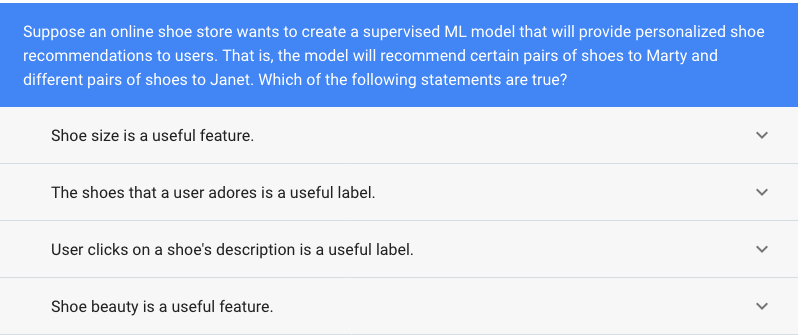 Suppose an online shoe store wants to create a supervised ML model that will provide personalized shoe
recommendations to users. That is, the model will recommend certain pairs of shoes to Marty and
different pairs of shoes to Janet. Which of the following statements are true?
Shoe size is a useful feature.
The shoes that a user adores is a useful label.
User clicks on a shoe's description is a useful label.
Shoe beauty is a useful feature.